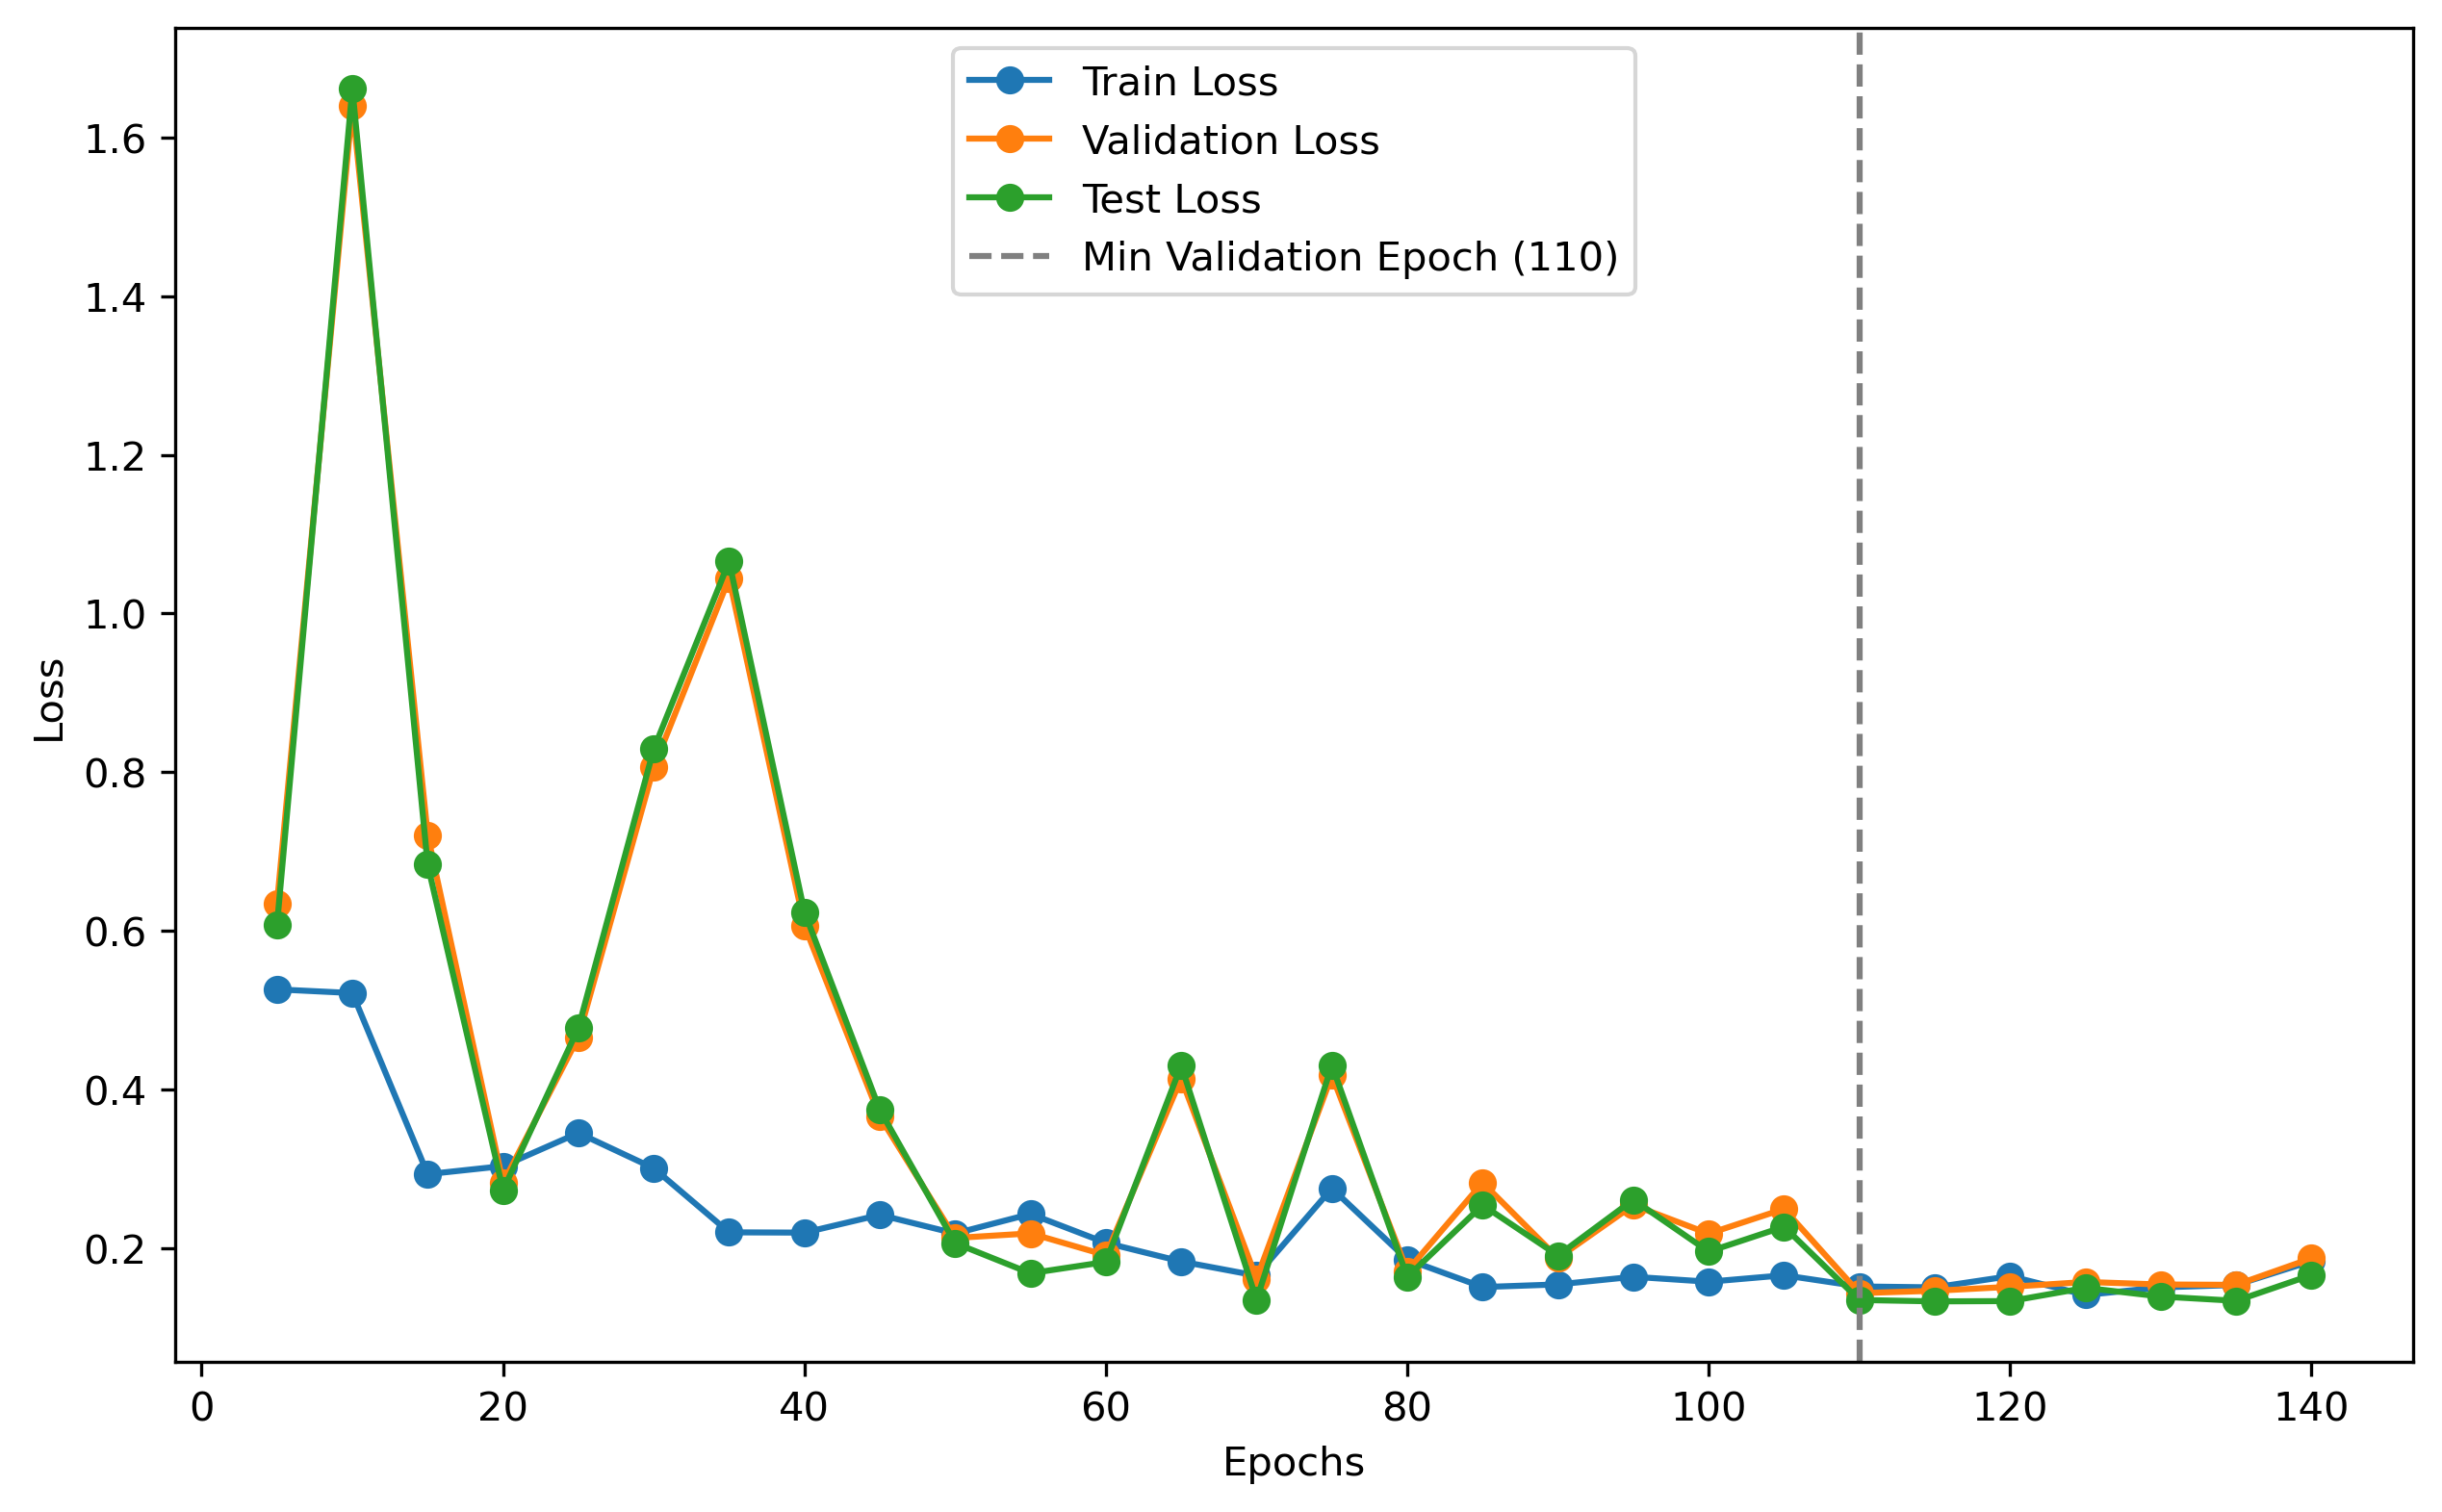 Train Loss
Validation Loss
Test Loss
Min Validation Epoch (110)
1.6
1.4
1.2
1.0
0.8
0.6
0.4
0.2
Loss
0 20 40 60 80 100 120 140
Epochs